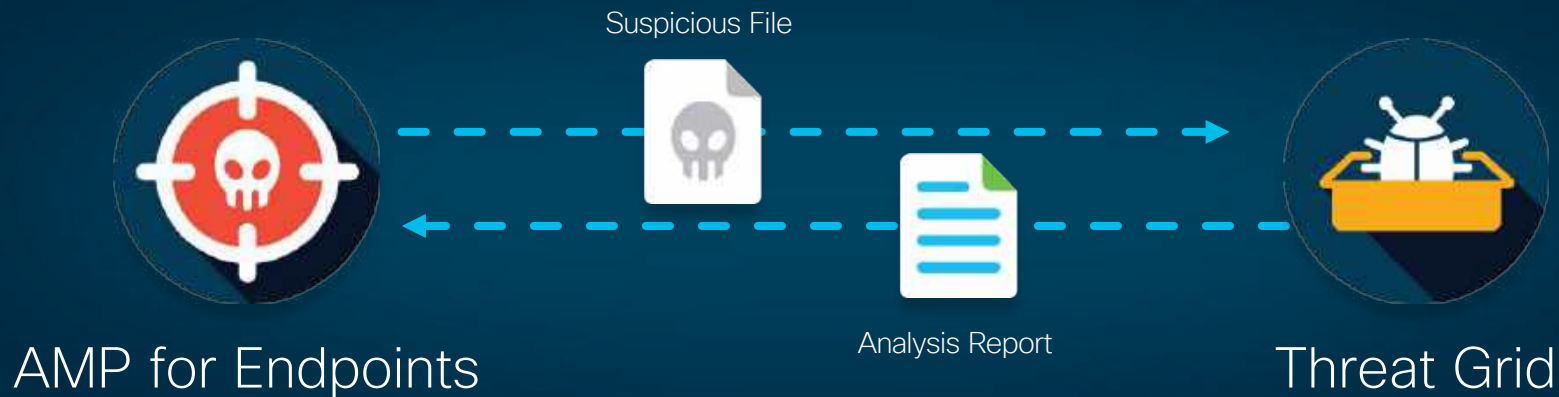 Suspicious File
Analysis Report
AMP for Endpoints
Threat Grid